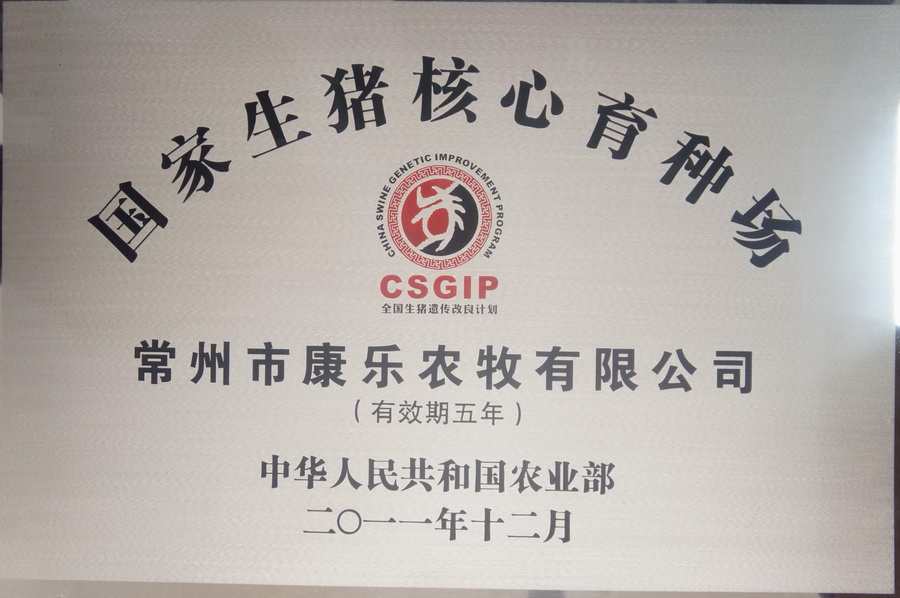 国家生猪核心育种场
CHINA SWINE GENETIC IMPROVEMENT PROGRAM
CSGIP
全国生猪遗传改良计划
常州市康乐农牧有限公司
（有效期五年）
中华人民共和国农业部
二〇一一年十二月